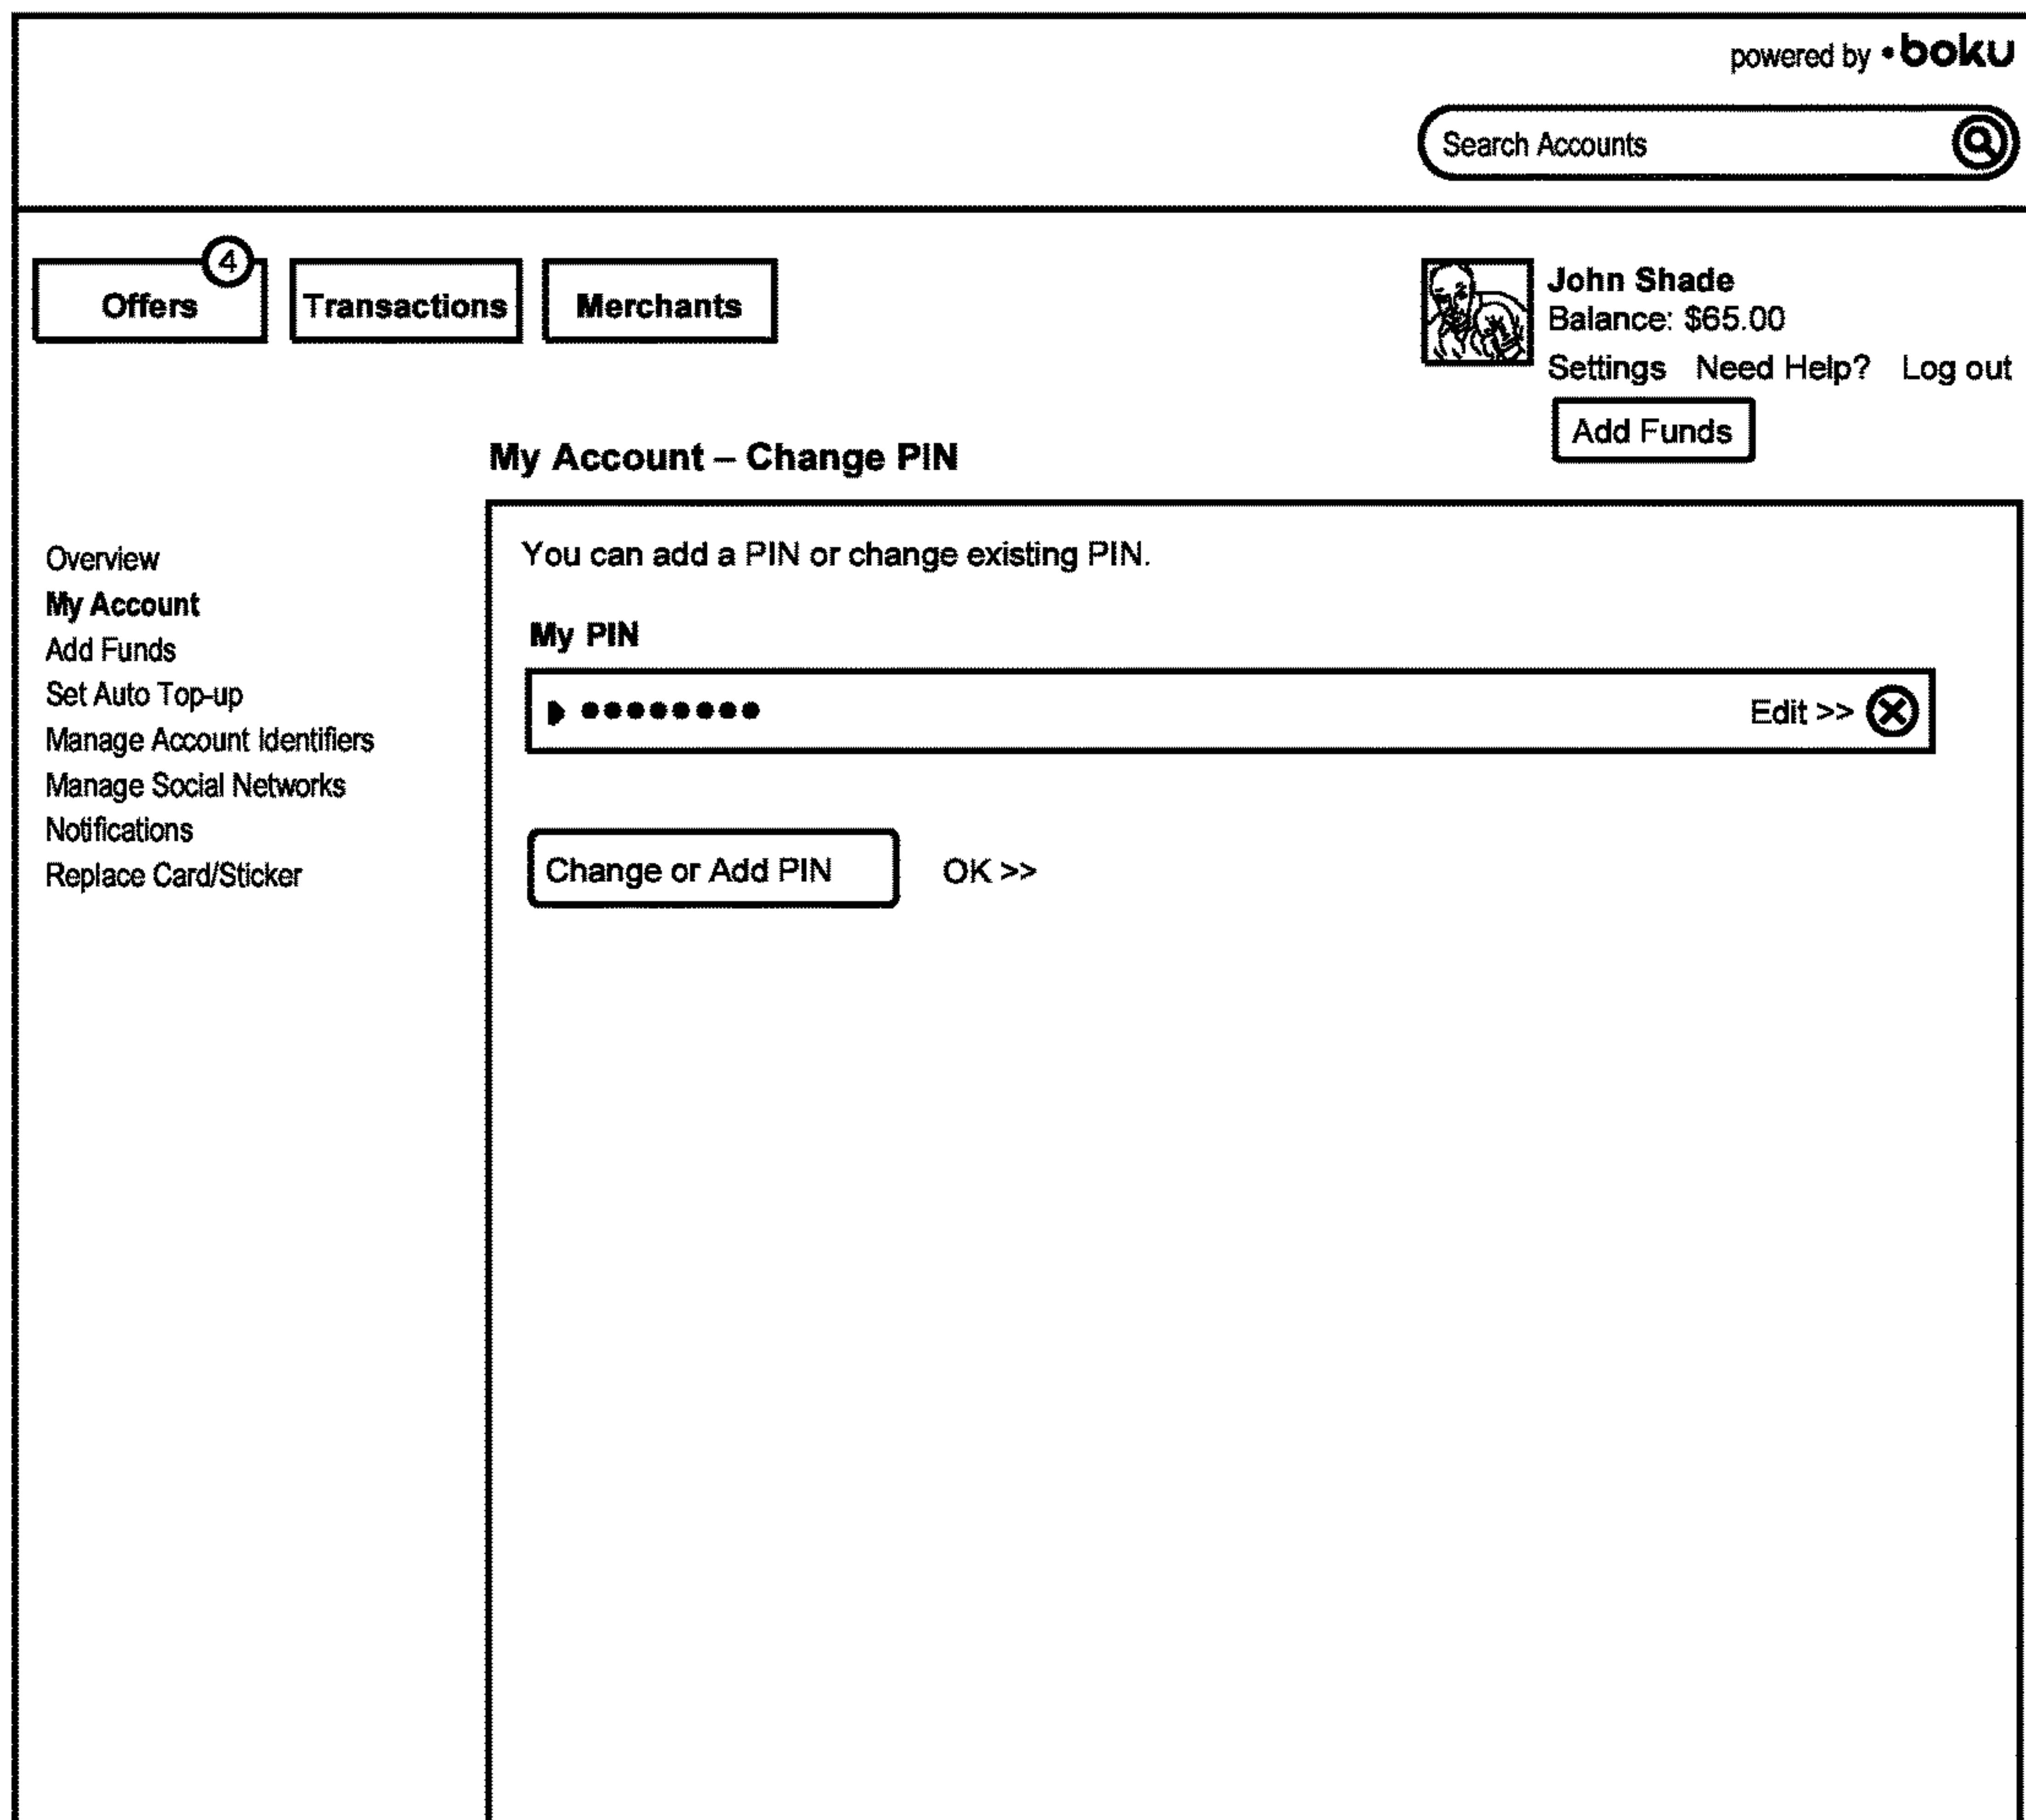 powered by •boku
Search Accounts
4
Offers
Transactions
Merchants
John Shade
Balance: $65.00
Settings Need Help? Log out
Add Funds
My Account – Change PIN
Overview
My Account
Add Funds
Set Auto Top-up
Manage Account Identifiers
Manage Social Networks
Notifications
Replace Card/Sticker
You can add a PIN or change existing PIN.
My PIN
●●●●●●●●
Edit >>
Change or Add PIN
OK >>